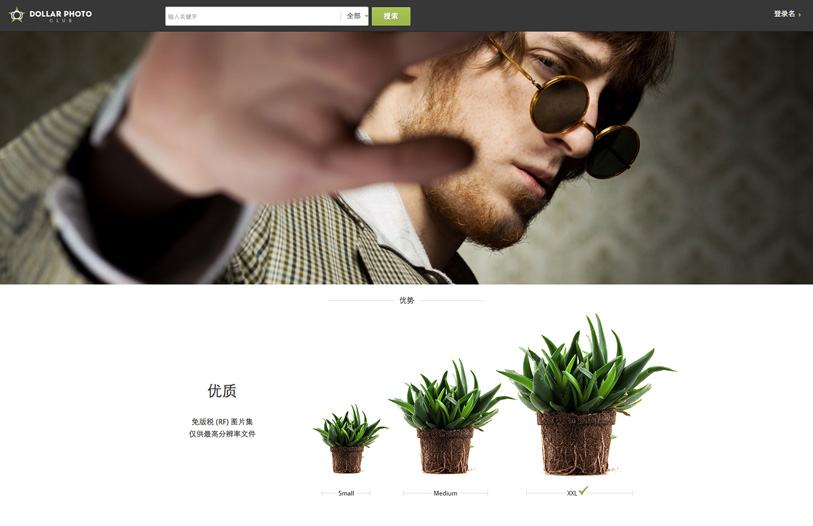 DOLLAR PHOTO
CLUB
输入关键字
全部
搜索
登录名 ›
优势
优质
免版税 (RF) 图片集
仅供最高分辨率文件
Small
Medium
XXL